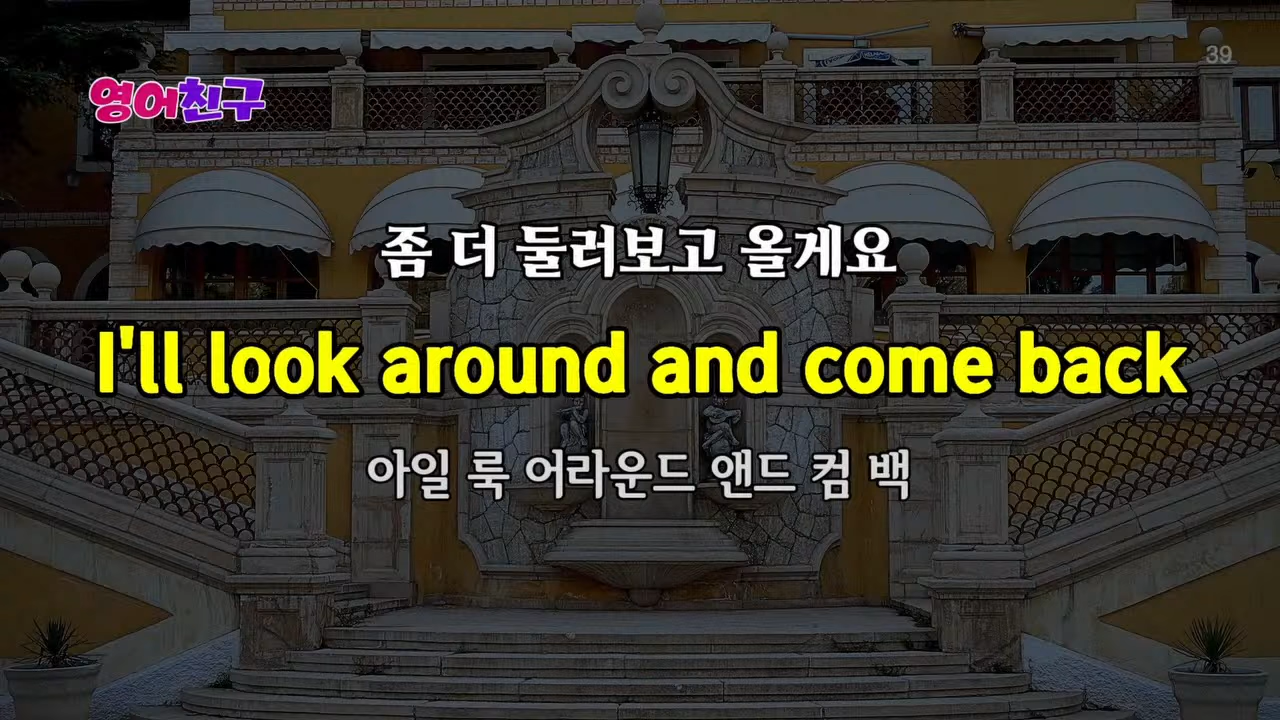 39
영어친구
좀 더 둘러보고 올게요
I'll look around and come back
아일 룩 어라운드 앤드 컴 백